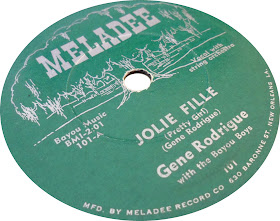 MELADEE
Vocal with
string orchestra
Bayou Music
BMI-2:01
101-A
JOLIE FILLE
(Pretty Girl)
(Gene Rodrigue)
Gene Rodrigue
with the Bayou Boys
101
MFD. BY MELADEE RECORD CO. 630 BARONNE ST. NEW ORLEANS, LA.